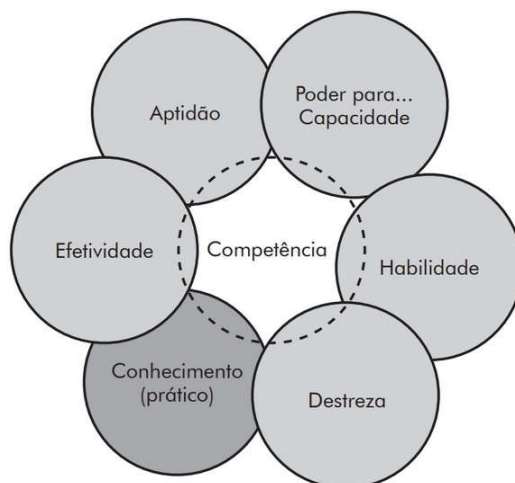 Poder para...
Capacidade
Aptidão
Efetividade
Competência
Habilidade
Conhecimento
(prático)
Destreza